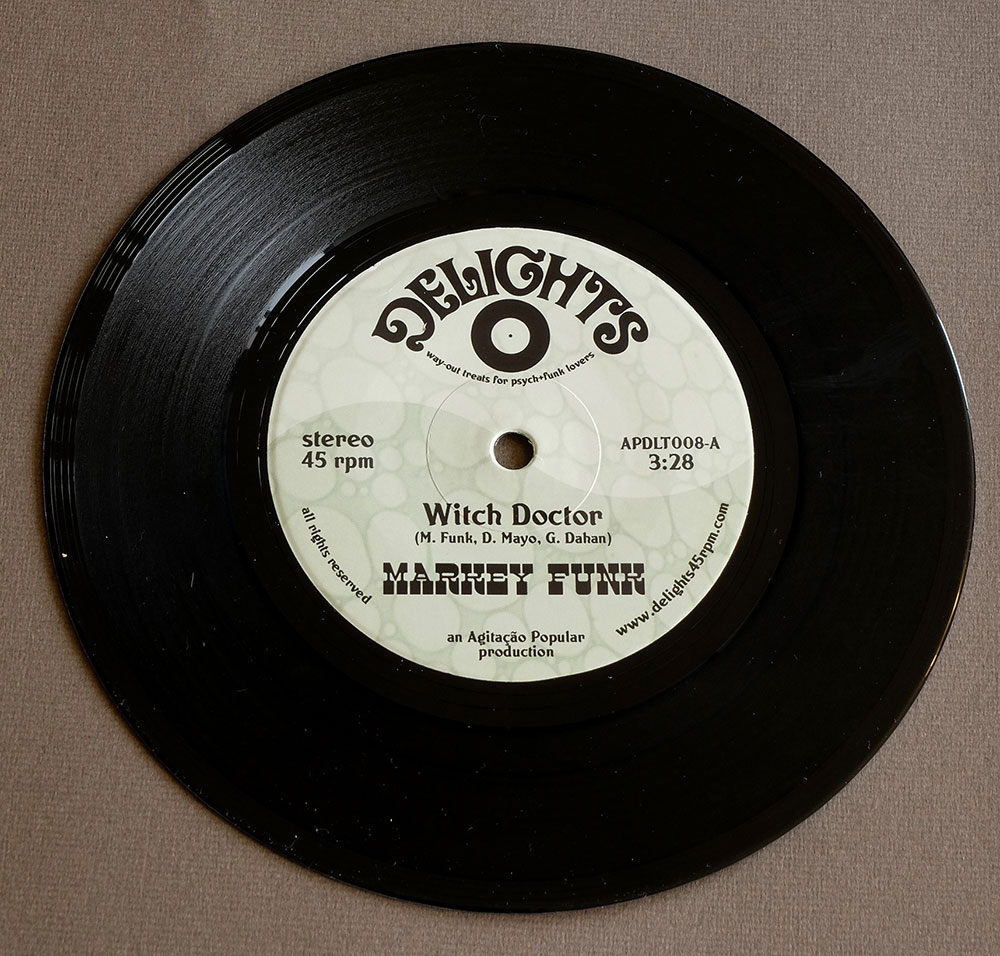 DELIGHTS
way-out treats for psych+funk lovers
stereo
45 rpm
APDLT008-A
3:28
Witch Doctor
(M. Funk, D. Mayo, G. Dahan)
MARKEY FUNK
all rights reserved
www.delights45rpm.com
an Agitação Popular
production